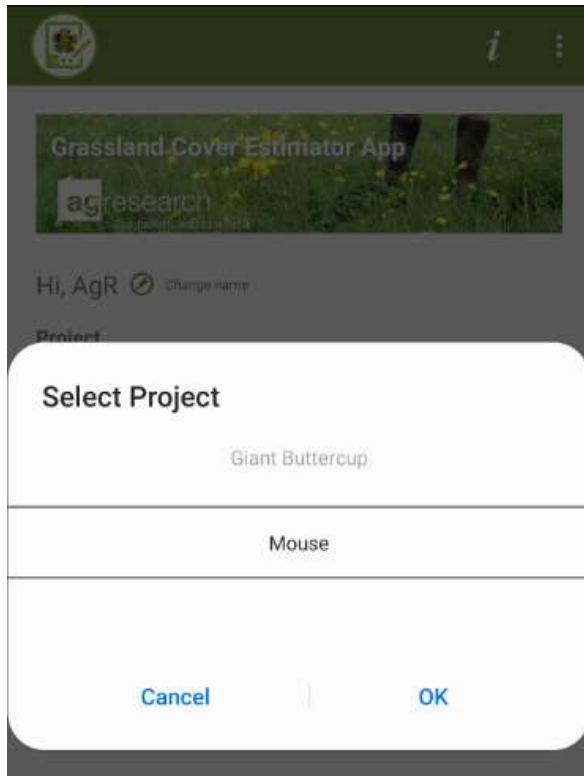 i
Grassland Cover Estimator App
agresearch
Hi, AgR Change name
Project
Select Project
Giant Buttercup
Mouse
Cancel OK